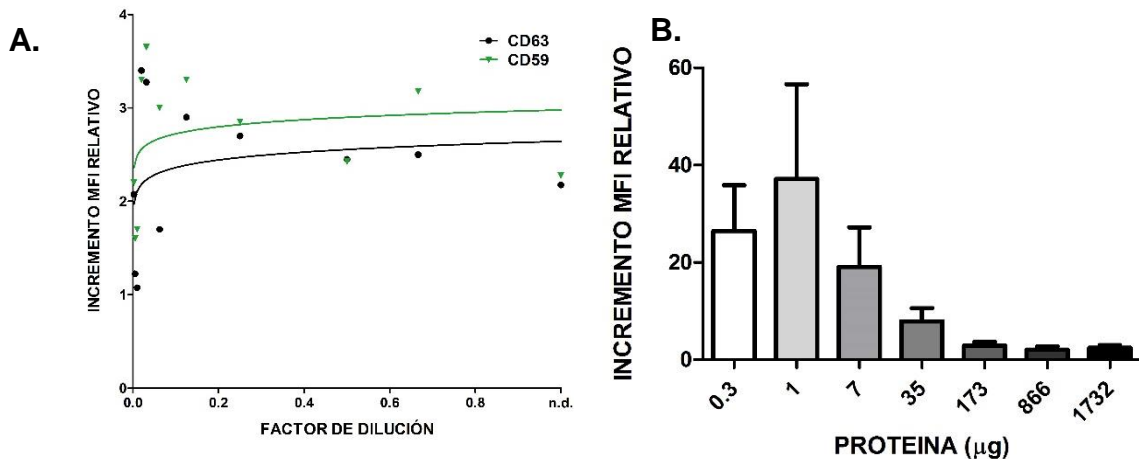 A.
INCREMENTO MFI RELATIVO
4
3
2
1
0
CD63
CD59
0.0
0.2
0.4
0.6
0.8
n.d.
FACTOR DE DILUCIÓN
B.
INCREMENTO MFI RELATIVO
60
40
20
0
0.3
1
7
35
173
866
1732
PROTEINA (µg)